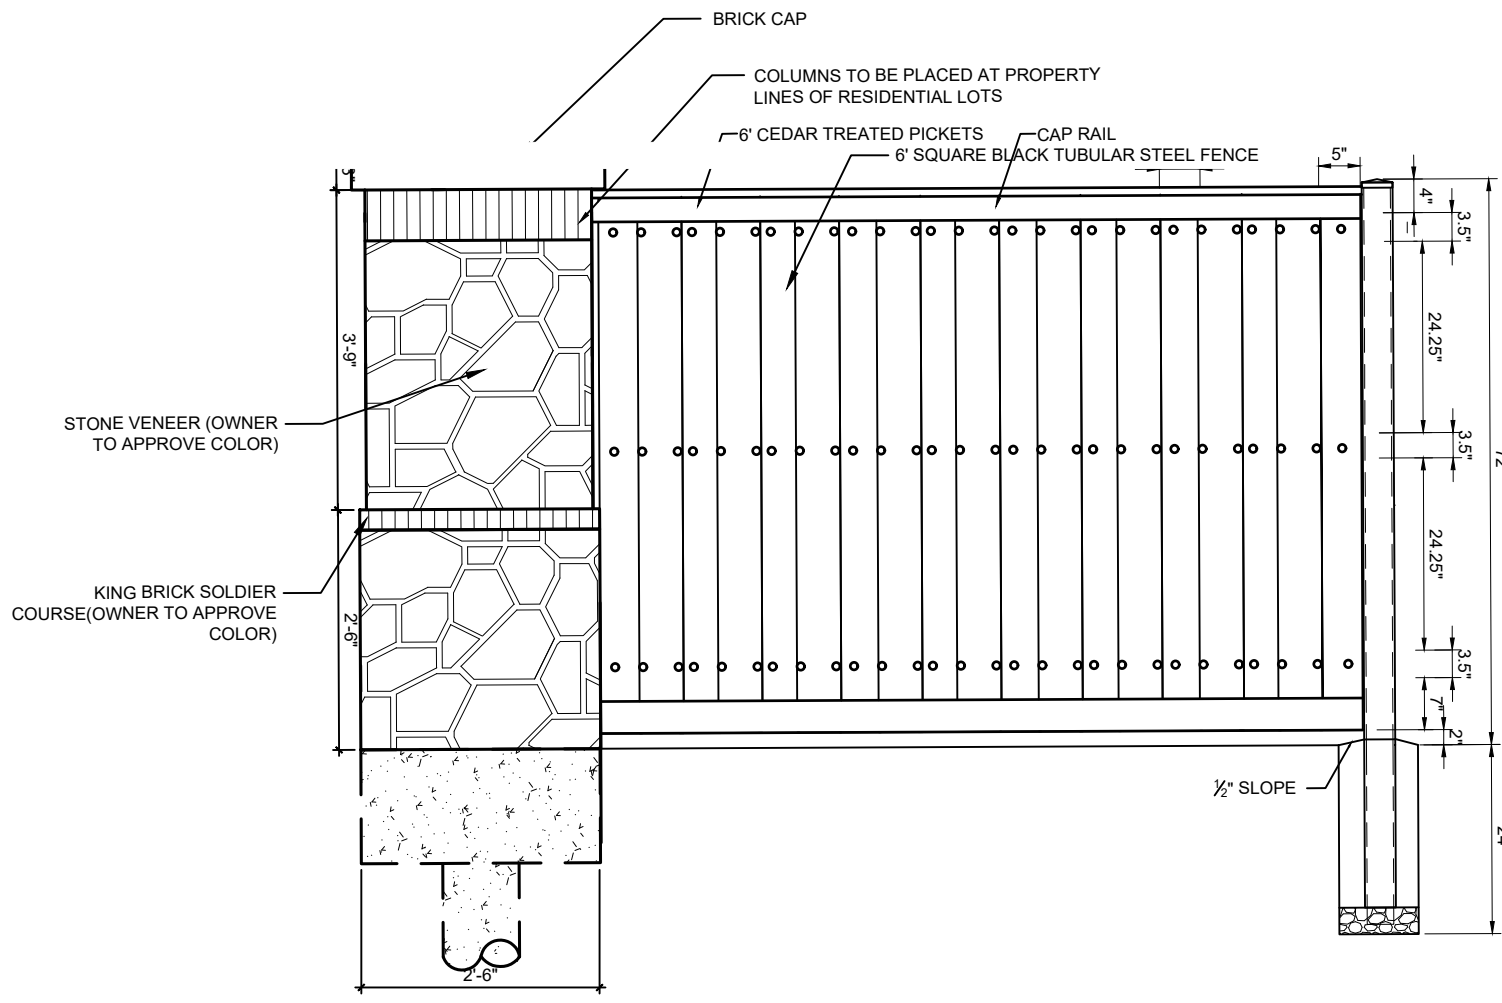 BRICK CAP
COLUMNS TO BE PLACED AT PROPERTY
LINES OF RESIDENTIAL LOTS
6' CEDAR TREATED PICKETS
CAP RAIL
6' SQUARE BLACK TUBULAR STEEL FENCE
5"
4"
3.5"
3'-9"
24.25"
STONE VENEER (OWNER
TO APPROVE COLOR)
3.5"
24.25"
KING BRICK SOLDIER
COURSE(OWNER TO APPROVE
COLOR)
2'-6"
3.5"
7"
2"
½" SLOPE
2'-6"